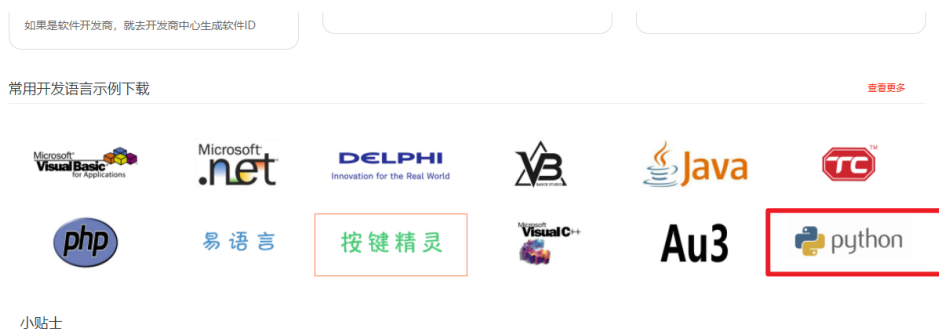 如果是软件开发商，就去开发商中心生成软件ID
常用开发语言示例下载
查看更多
Microsoft
Visual Basic
for Applications
Microsoft
.net
DELPHI
Innovation for the Real World
VB
Java
TC
TM
php
易语言
按键精灵
Microsoft
Visual C++
Au3
python
小贴士